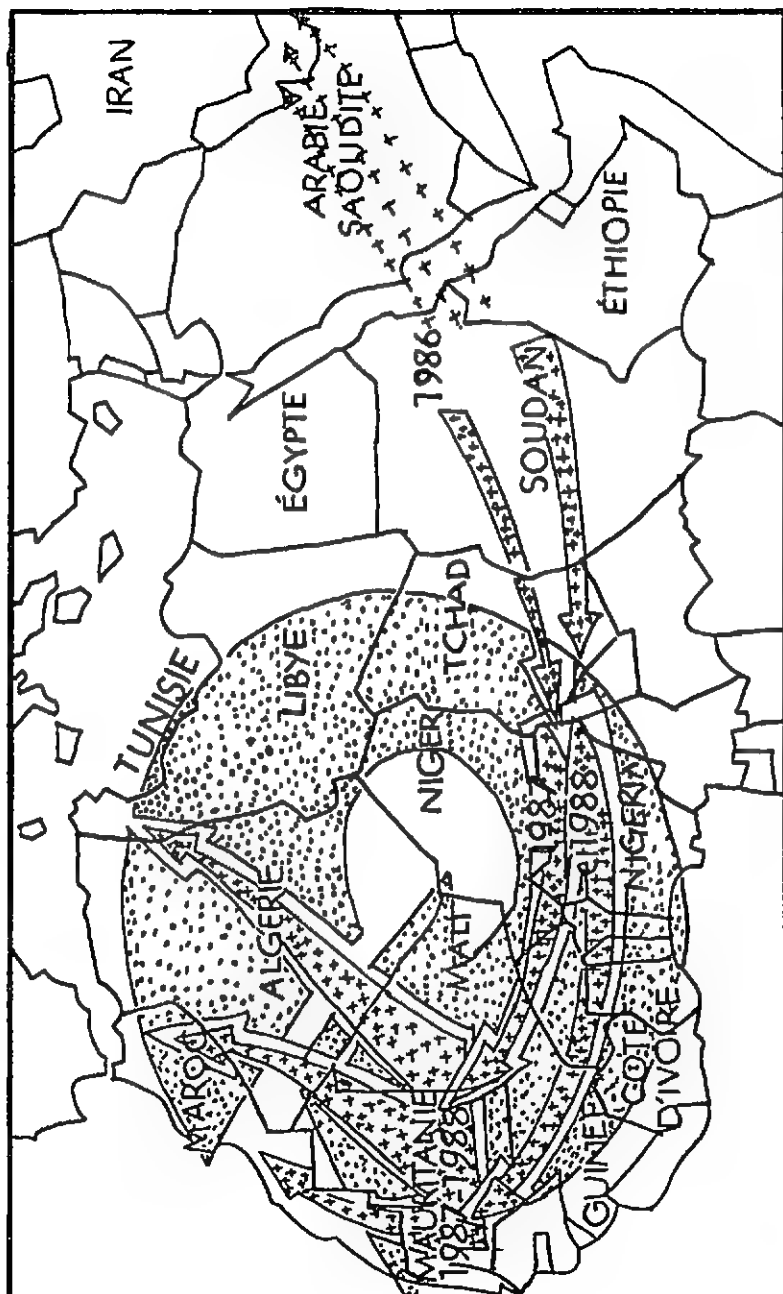 IRAN
ARABIE
SAOUDITE
TUNISIE
LIBYE
ÉGYPTE
MAROC
ALGÉRIE
MALI
NIGER
TCHAD
1986
SOUDAN
ÉTHIOPIE
MAURITANIE
1987-1988
1987
et 1988
NIGERIA
GUINÉE
CÔTE
D'IVOIRE